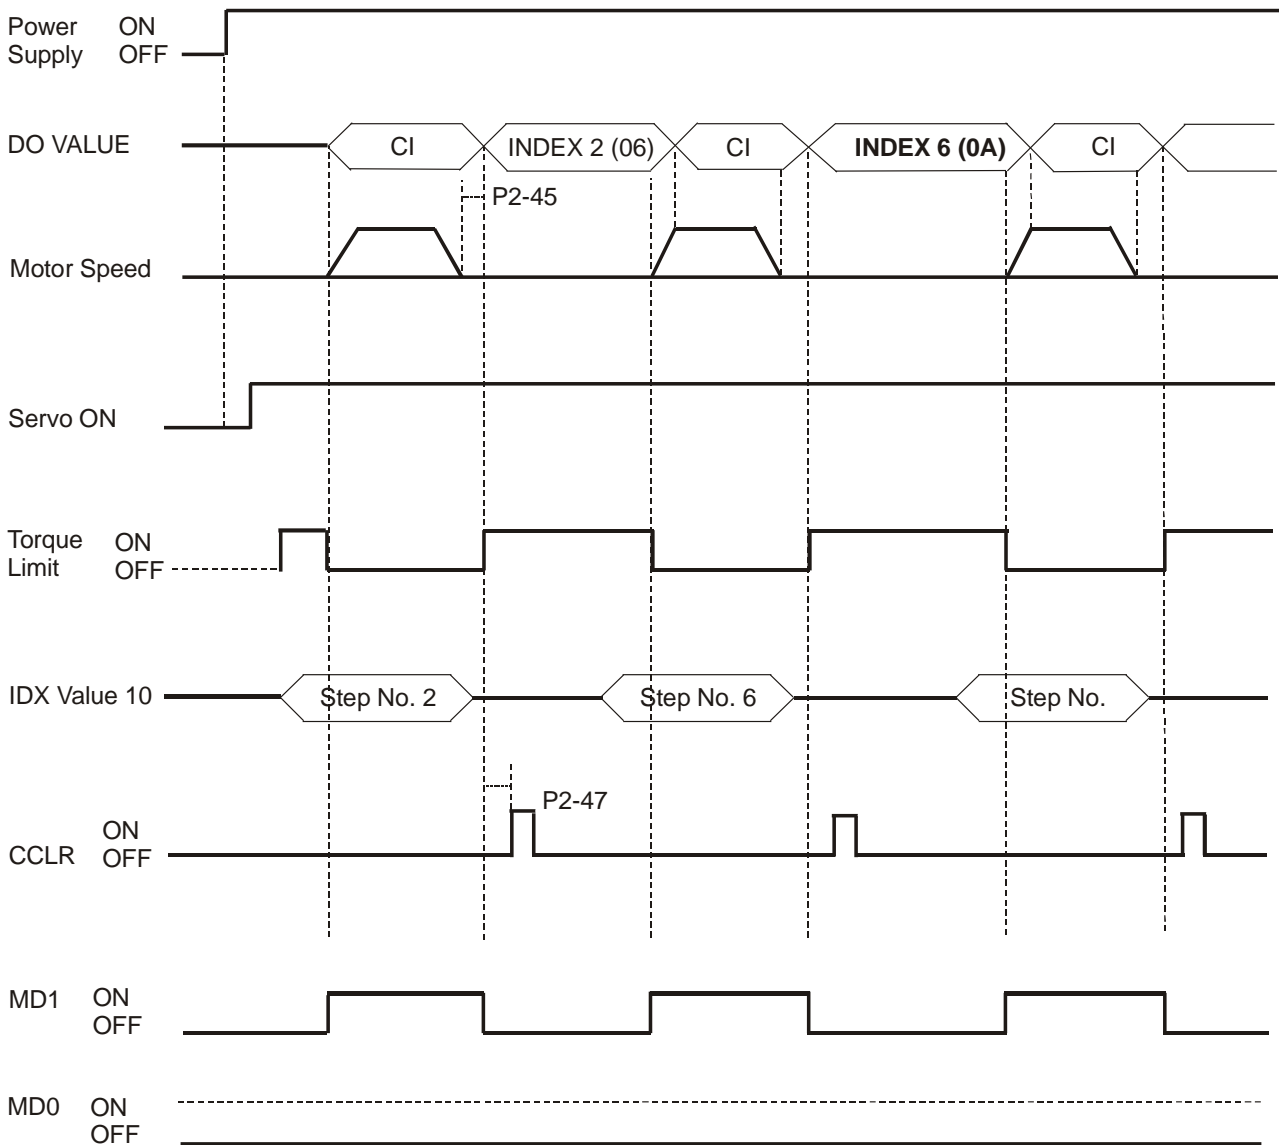 Power ON
Supply OFF
DO VALUE
CI
INDEX 2 (06)
CI
INDEX 6 (0A)
CI
P2-45
Motor Speed
Servo ON
Torque ON
Limit OFF
IDX Value 10
Step No. 2
Step No. 6
Step No.
P2-47
ON
CCLR OFF
MD1 ON
OFF
MD0 ON
OFF